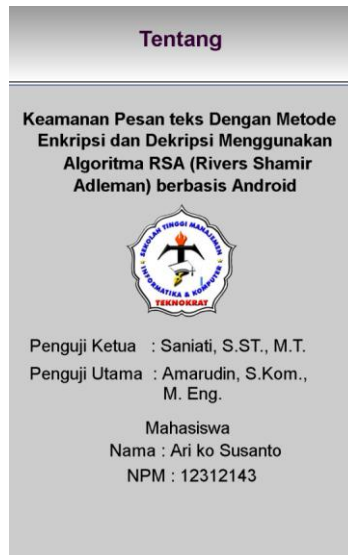 Tentang
Keamanan Pesan teks Dengan Metode
Enkripsi dan Dekripsi Menggunakan
Algoritma RSA (Rivers Shamir
Adleman) berbasis Android
SEKOLAH TINGGI MANAJEMEN
INFORMATIKA & KOMPUTER
TEKNOKRAT
Penguji Ketua : Saniati, S.ST., M.T.
Penguji Utama : Amarudin, S.Kom.,
M. Eng.
Mahasiswa
Nama : Ari ko Susanto
NPM : 12312143